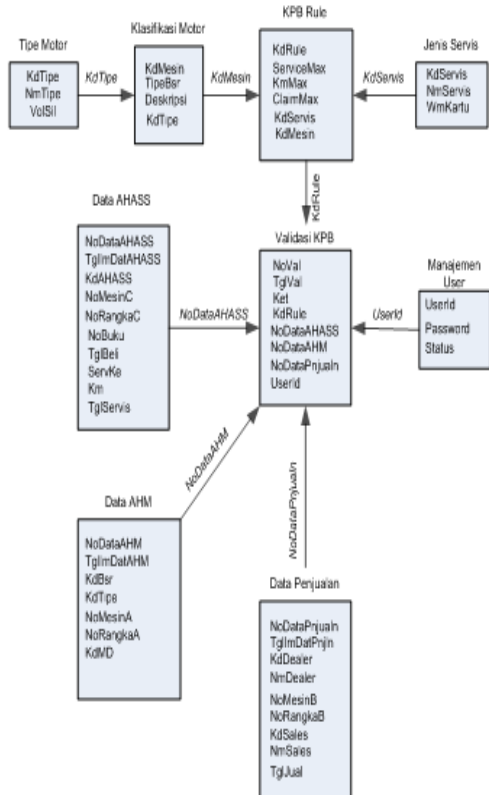 KPB Rule
Klasifikasi Motor
Tipe Motor
Jenis Servis
KdTipe
NmTipe
VolSil
KdTipe
KdMesin
TipeBsr
Deskripsi
KdTipe
KdMesin
KdRule
ServiceMax
KmMax
ClaimMax
KdServis
KdMesin
KdServis
KdServis
NmServis
WrnKartu
KdRule
Data AHASS
NoDataAHASS
TglImDatAHASS
KdAHASS
NoMesinC
NoRangkaC
NoBuku
TglBeli
ServKe
Km
TglServis
NoDataAHASS
Validasi KPB
NoVal
TglVal
Ket
KdRule
NoDataAHASS
NoDataAHM
NoDataPnjualn
UserId
UserId
Manajemen
User
UserId
Password
Status
NoDataAHM
NoDataPnjualn
Data AHM
NoDataAHM
TglImDatAHM
KdBsr
KdTipe
NoMesinA
NoRangkaA
KdMD
Data Penjualan
NoDataPnjualn
TglImDatPnjln
KdDealer
NmDealer
NoMesinB
NoRangkaB
KdSales
NmSales
TglJual